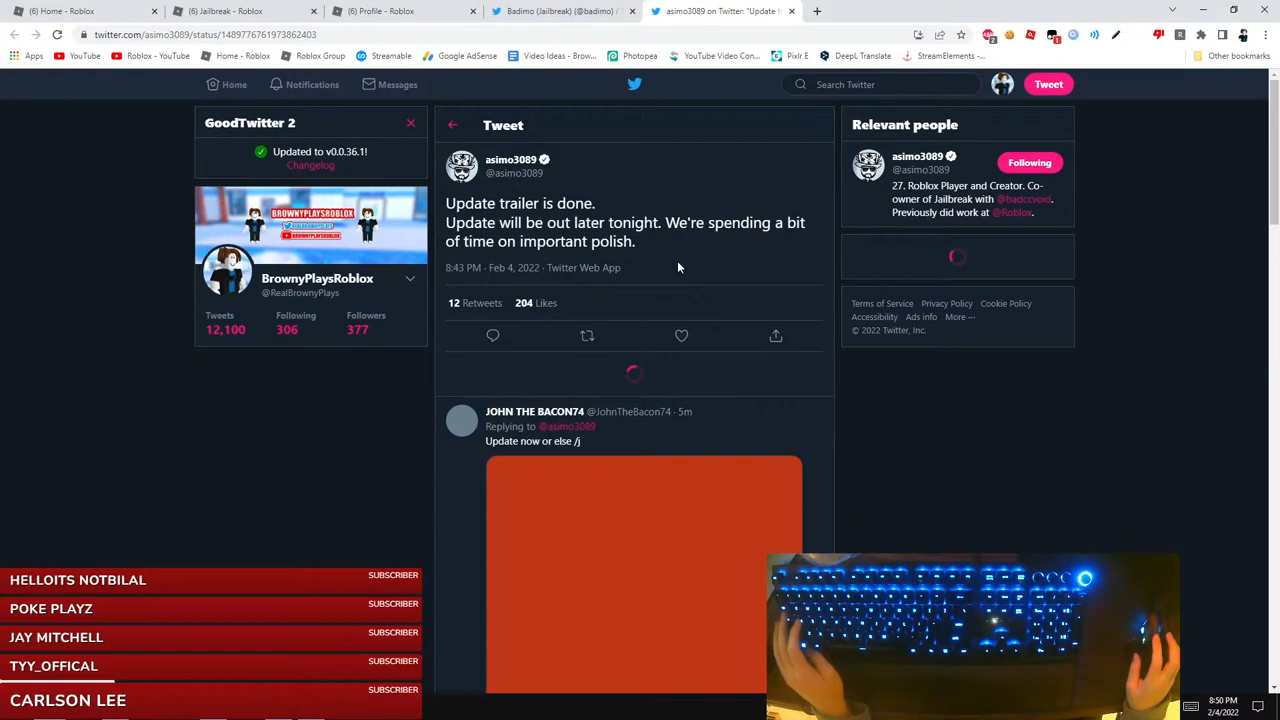 Home - Roblox
Jailbreak - Roblox
Profile - Roblox
Badimo (Jailbreak) (@badimo) / T
asimo3089 on Twitter: "Update t
twitter.com/asimo3089/status/1489776761973862403
Apps
YouTube
Roblox - YouTube
Home - Roblox
Roblox Group
Streamable
Google AdSense
Video Ideas - Brow...
Photopea
YouTube Video Con...
Pixlr E
DeepL Translate
StreamElements -...
Other bookmarks
Home
Notifications
Messages
Search Twitter
Tweet
GoodTwitter 2
Updated to v0.0.36.1!
Changelog
BROWNYPLAYSROBLOX
BrownyPlaysRoblox
@RealBrownyPlays
Tweets
Following
Followers
12,100
306
377
Tweet
asimo3089
@asimo3089
Update trailer is done.
Update will be out later tonight. We're spending a bit
of time on important polish.
8:43 PM · Feb 4, 2022 · Twitter Web App
12 Retweets 204 Likes
JOHN THE BACON74 @JohnTheBacon74 · 5m
Replying to @asimo3089
Update now or else /j
Relevant people
asimo3089
@asimo3089
Following
27. Roblox Player and Creator. Co-
owner of Jailbreak with @badccvoid.
Previously did work at @Roblox.
Terms of Service Privacy Policy Cookie Policy
Accessibility Ads info More ···
© 2022 Twitter, Inc.
HELLOITS NOTBILAL SUBSCRIBER
POKE PLAYZ SUBSCRIBER
JAY MITCHELL SUBSCRIBER
TYY_OFFICAL SUBSCRIBER
CARLSON LEE SUBSCRIBER
8:50 PM
2/4/2022